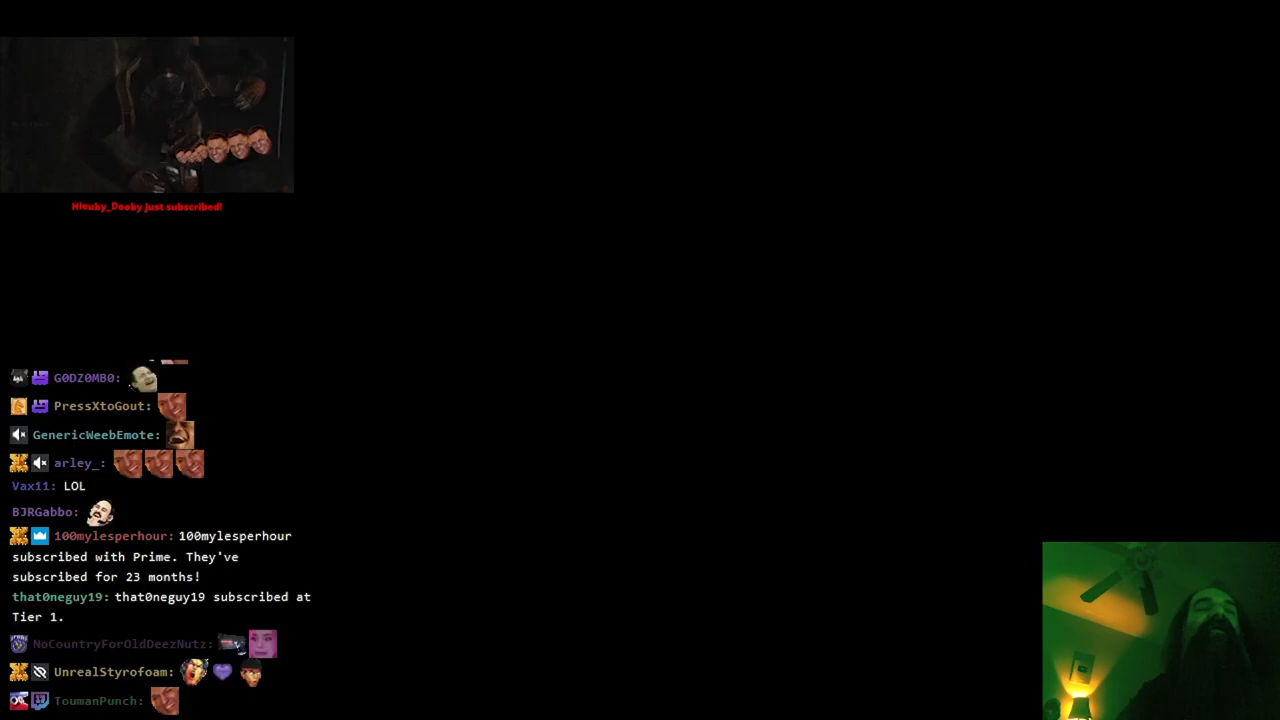 Hleuby_Dooby just subscribed!
G0DZ0MB0:
PressXtoGout:
GenericWeebEmote:
arley_:
Vax11: LOL
BJRGabbo:
100mylesperhour: 100mylesperhour
subscribed with Prime. They've
subscribed for 23 months!
that0neguy19: that0neguy19 subscribed at
Tier 1.
NoCountryForOldDeezNutz:
UnrealStyrofoam:
ToumanPunch: